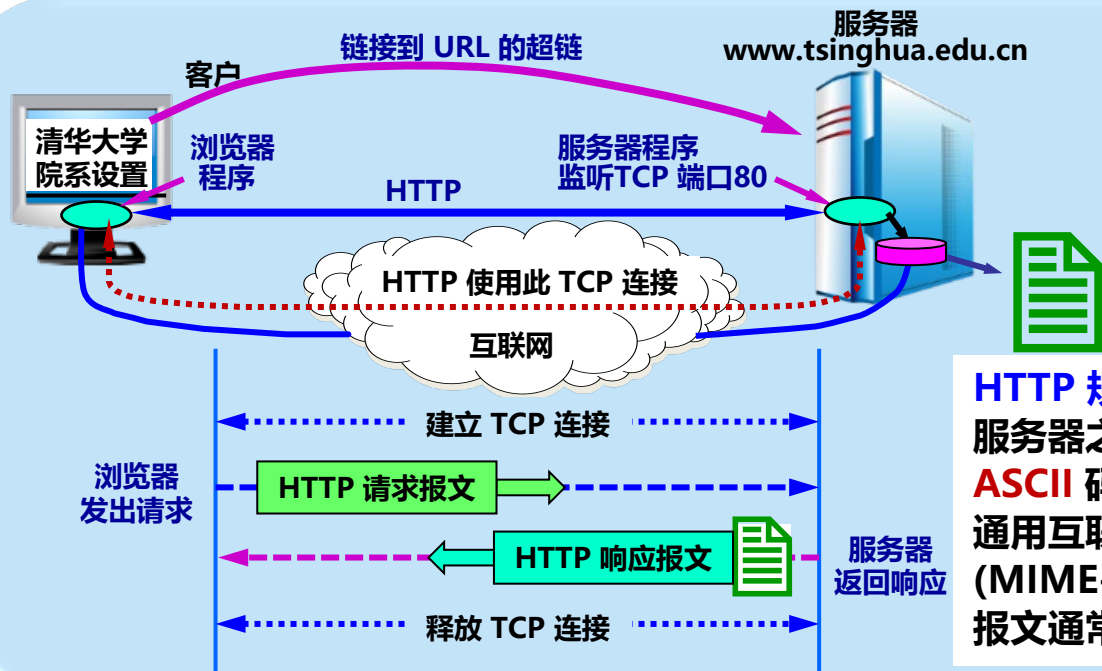 服务器
www.tsinghua.edu.cn
链接到 URL 的超链
客户
清华大学
院系设置
浏览器
程序
服务器程序
监听TCP 端口80
HTTP
HTTP 使用此 TCP 连接
互联网
建立 TCP 连接
浏览器
发出请求
HTTP 请求报文
HTTP 响应报文
服务器
返回响应
释放 TCP 连接
HTTP
服务器之
ASCII
通用互联
(MIME-
报文通常